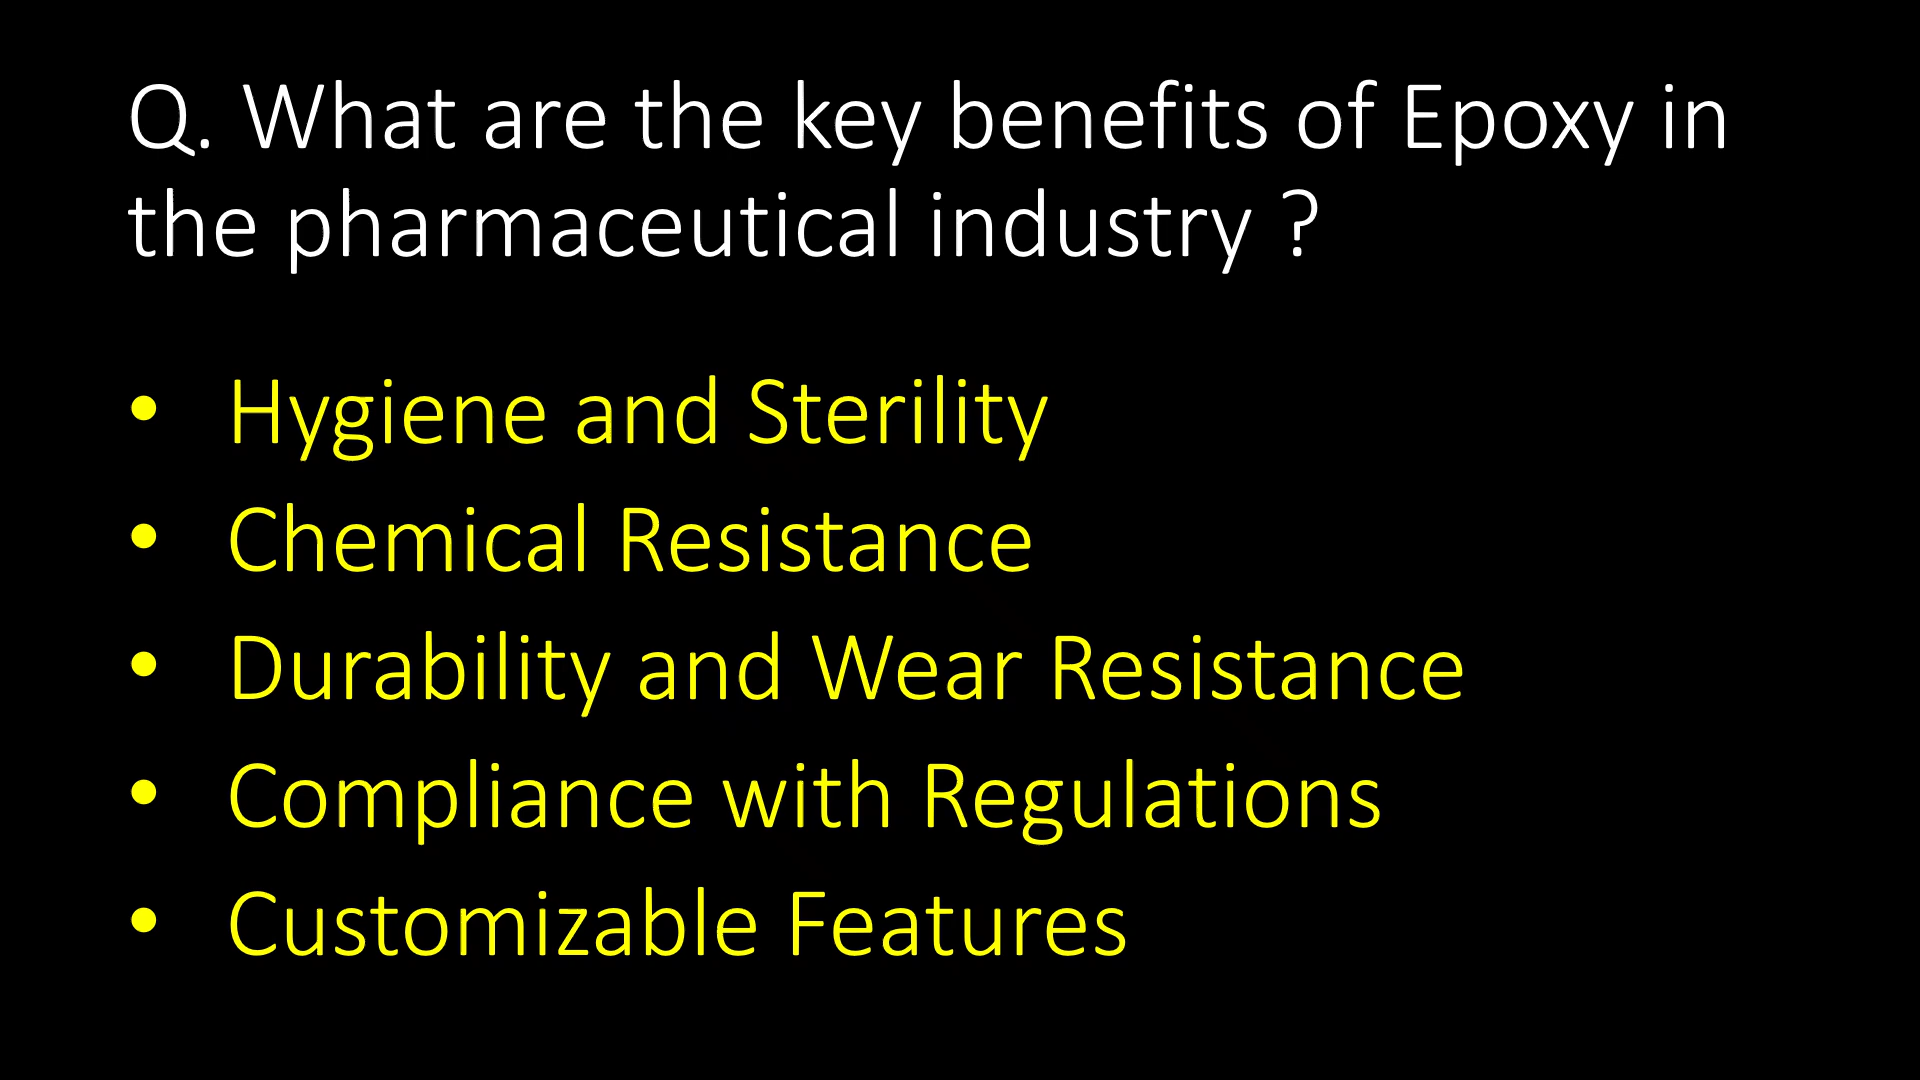 Q. What are the key benefits of Epoxy in
the pharmaceutical industry ?
• Hygiene and Sterility
• Chemical Resistance
• Durability and Wear Resistance
• Compliance with Regulations
• Customizable Features